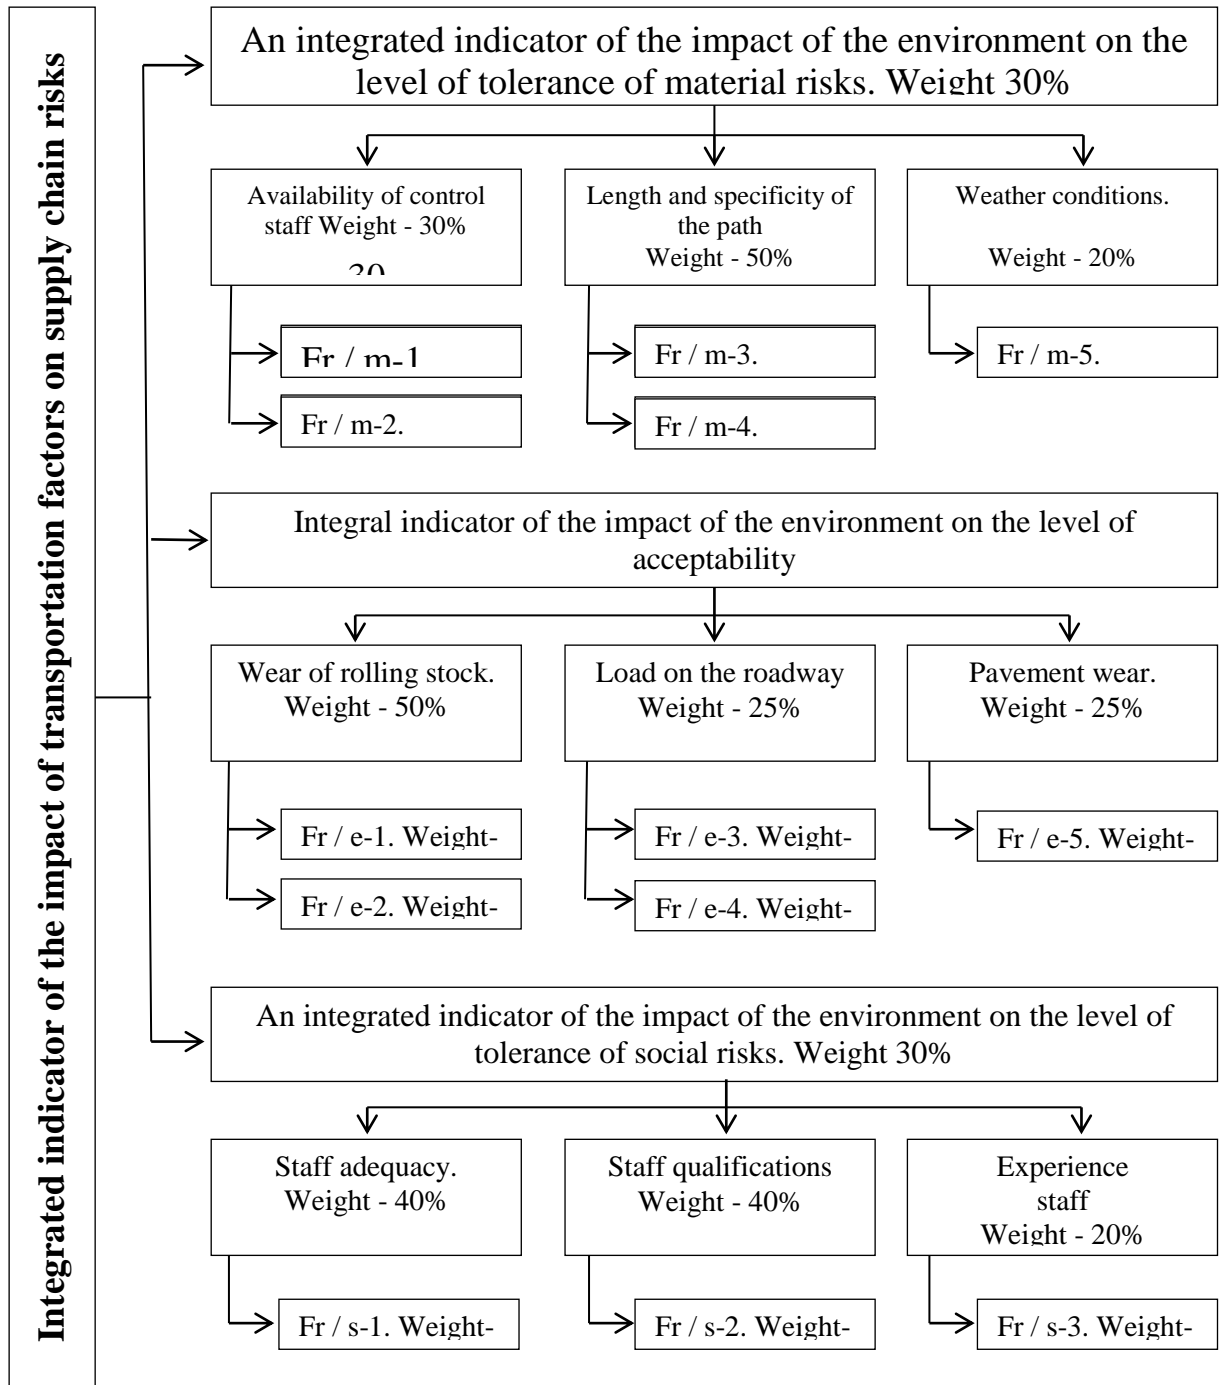 Integrated indicator of the impact of transportation factors on supply chain risks
An integrated indicator of the impact of the environment on the
level of tolerance of material risks. Weight 30%
Availability of control
staff Weight - 30%
30
Length and specificity of
the path
Weight - 50%
Weather conditions.
Weight - 20%
Fr / m-1
Fr / m-2.
Fr / m-3.
Fr / m-4.
Fr / m-5.
Integral indicator of the impact of the environment on the level of
acceptability
Wear of rolling stock.
Weight - 50%
Load on the roadway
Weight - 25%
Pavement wear.
Weight - 25%
Fr / e-1. Weight-
Fr / e-2. Weight-
Fr / e-3. Weight-
Fr / e-4. Weight-
Fr / e-5. Weight-
An integrated indicator of the impact of the environment on the level of
tolerance of social risks. Weight 30%
Staff adequacy.
Weight - 40%
Staff qualifications
Weight - 40%
Experience
staff
Weight - 20%
Fr / s-1. Weight-
Fr / s-2. Weight-
Fr / s-3. Weight-